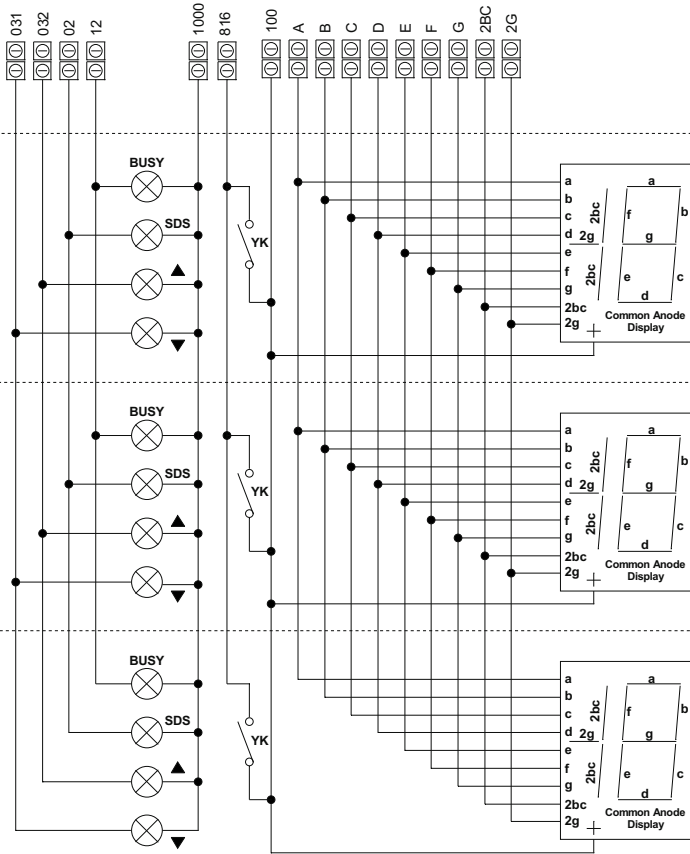 031
032
02
12
1000
816
100
A
B
C
D
E
F
G
2BC
2G
BUSY
SDS
YK
a
b
c
d
e
f
g
2bc
2g
a
b
c
d
e
f
g
2bc
2bc
2g
Common Anode
Display
BUSY
SDS
YK
a
b
c
d
e
f
g
2bc
2g
a
b
c
d
e
f
g
2bc
2bc
2g
Common Anode
Display
BUSY
SDS
YK
a
b
c
d
e
f
g
2bc
2g
a
b
c
d
e
f
g
2bc
2bc
2g
Common Anode
Display